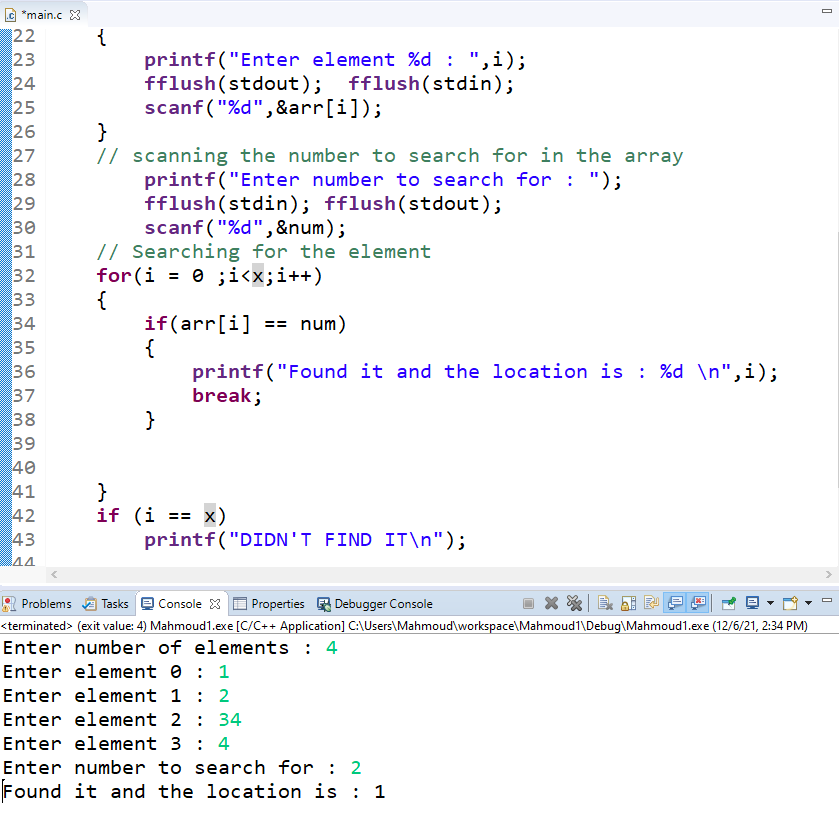 *main.c
22 {
23 printf("Enter element %d : ",i);
24 fflush(stdout);  fflush(stdin);
25 scanf("%d",&arr[i]);
26 }
27 // scanning the number to search for in the array
28 printf("Enter number to search for : ");
29 fflush(stdin); fflush(stdout);
30 scanf("%d",&num);
31 // Searching for the element
32 for(i = 0 ;i<x;i++)
33 {
34 if(arr[i] == num)
35 {
36 printf("Found it and the location is : %d \n",i);
37 break;
38 }
39
40
41 }
42 if (i == x)
43 printf("DIDN'T FIND IT\n");
44
Problems Tasks Console Properties Debugger Console
<terminated> (exit value: 4) Mahmoud1.exe [C/C++ Application] C:\Users\Mahmoud\workspace\Mahmoud1\Debug\Mahmoud1.exe (12/6/21, 2:34 PM)
Enter number of elements : 4
Enter element 0 : 1
Enter element 1 : 2
Enter element 2 : 34
Enter element 3 : 4
Enter number to search for : 2
Found it and the location is : 1